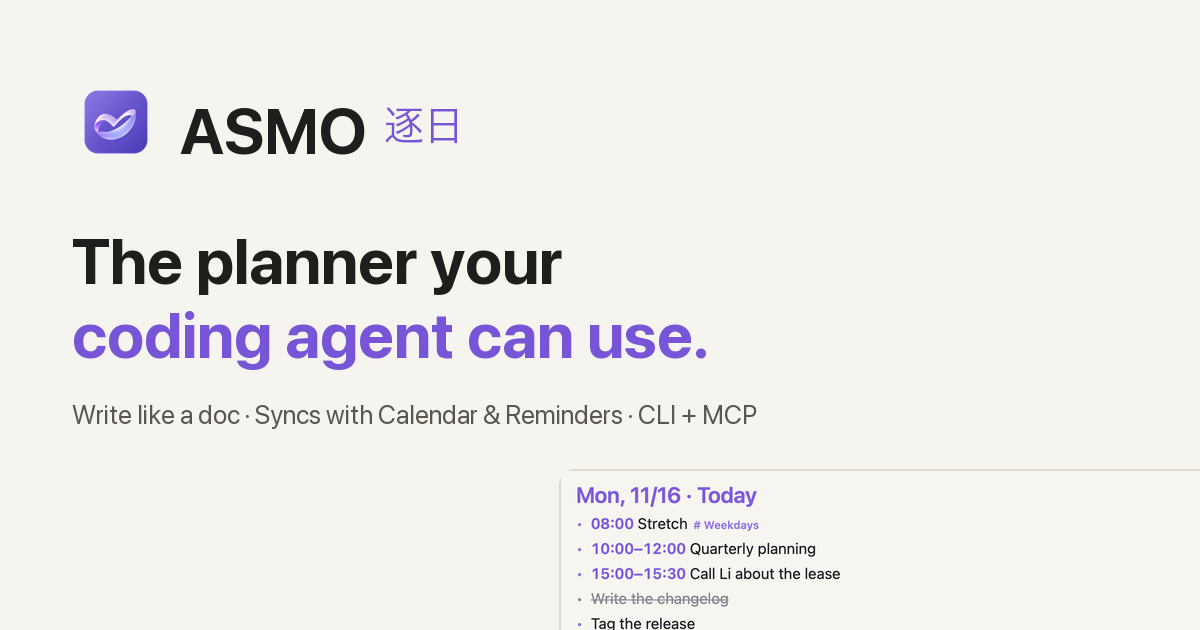 ASMO 逐日
The planner your
coding agent can use.
Write like a doc · Syncs with Calendar & Reminders · CLI + MCP
Mon, 11/16 · Today
• 08:00 Stretch # Weekdays
• 10:00–12:00 Quarterly planning
• 15:00–15:30 Call Li about the lease
• Write the changelog
• Tag the release